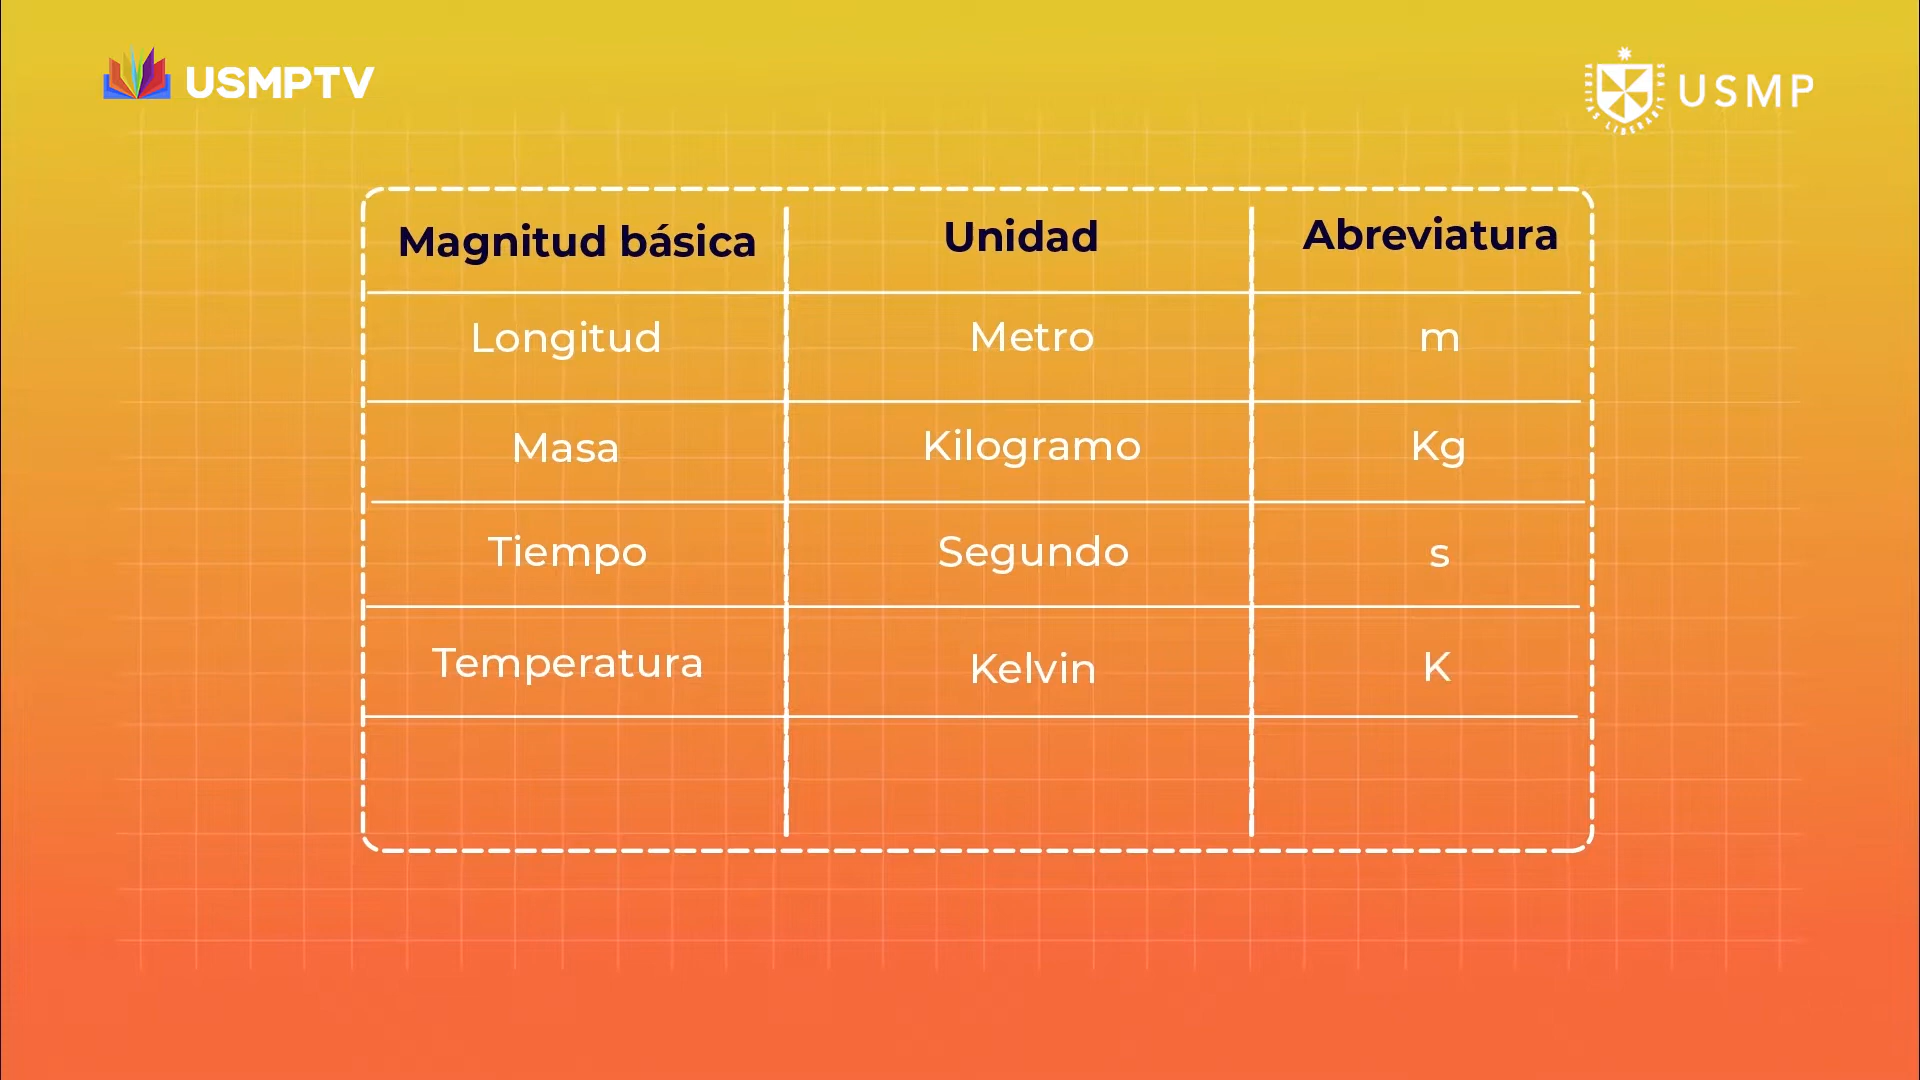 USMPTV
USMP
Magnitud básica Unidad Abreviatura
Longitud Metro m
Masa Kilogramo Kg
Tiempo Segundo s
Temperatura Kelvin K